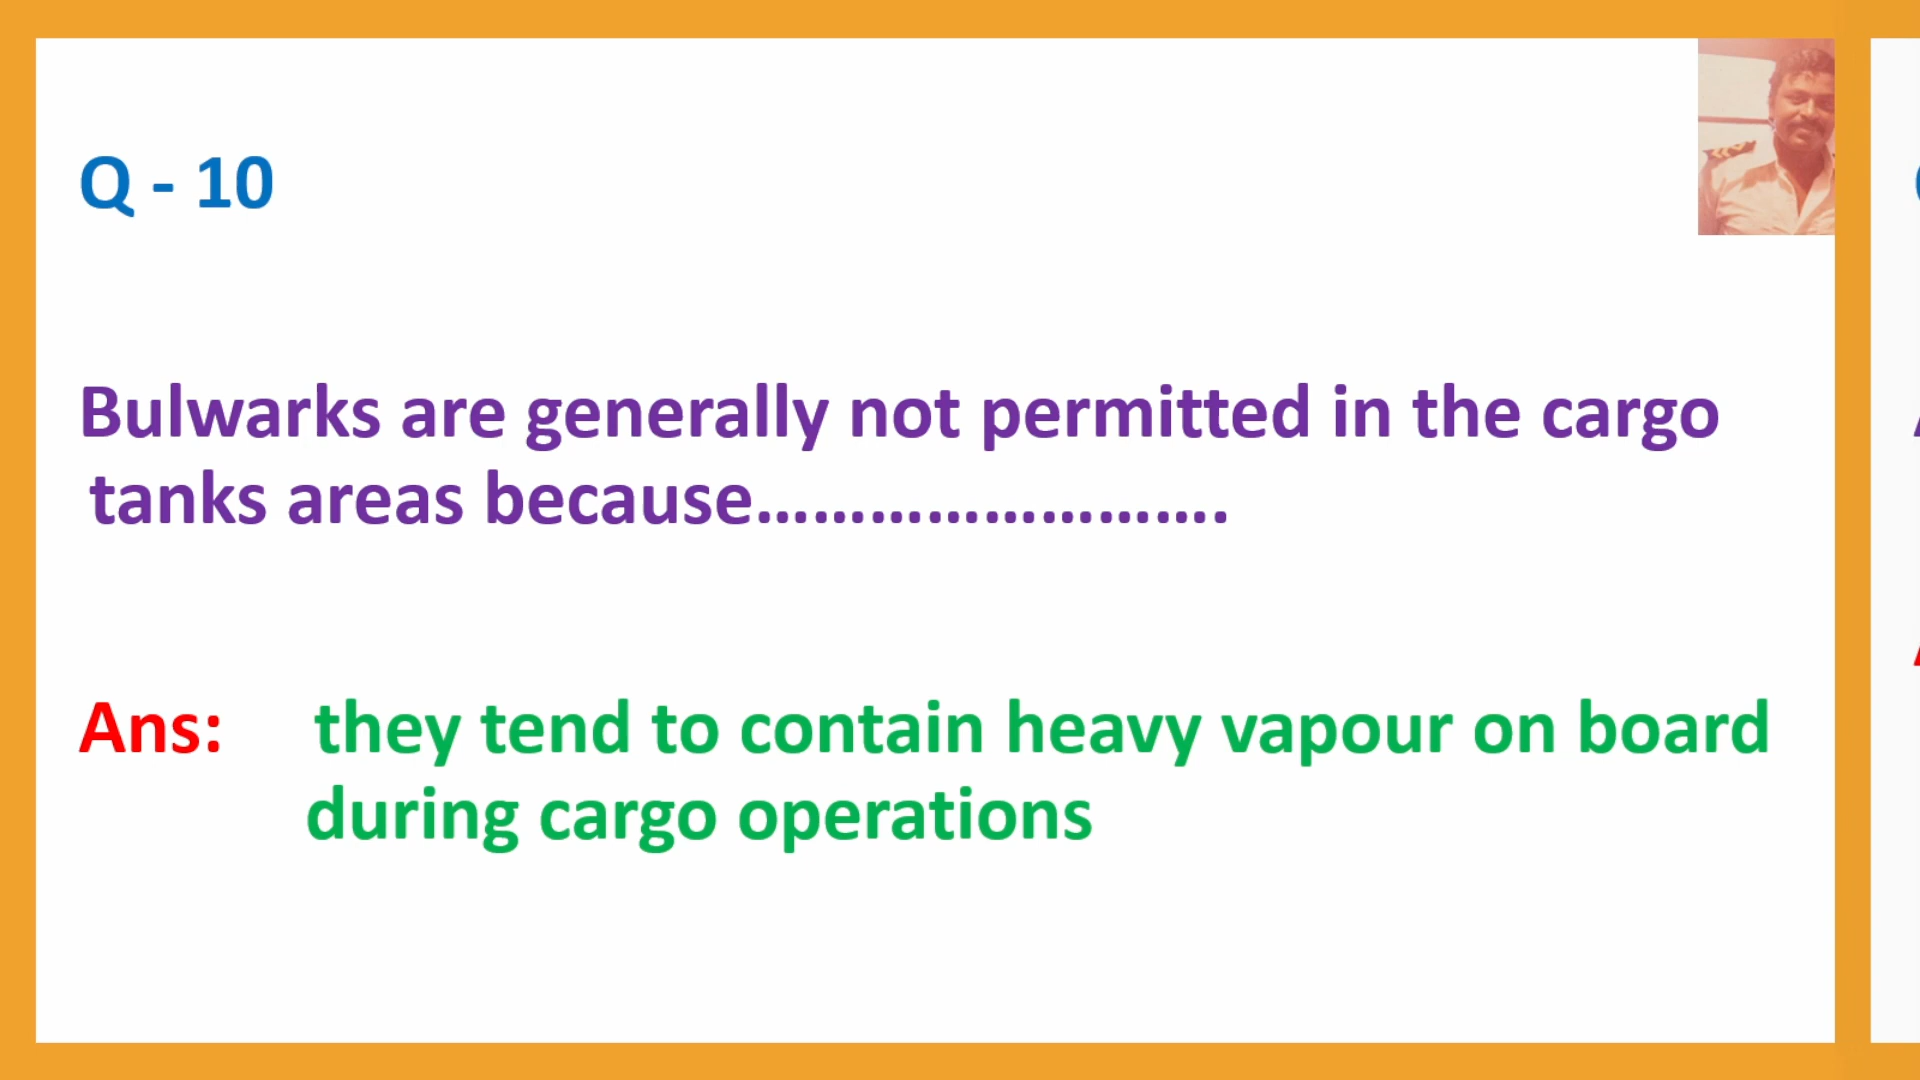 Q - 10
Bulwarks are generally not permitted in the cargo
tanks areas because…………………….
Ans: they tend to contain heavy vapour on board
during cargo operations